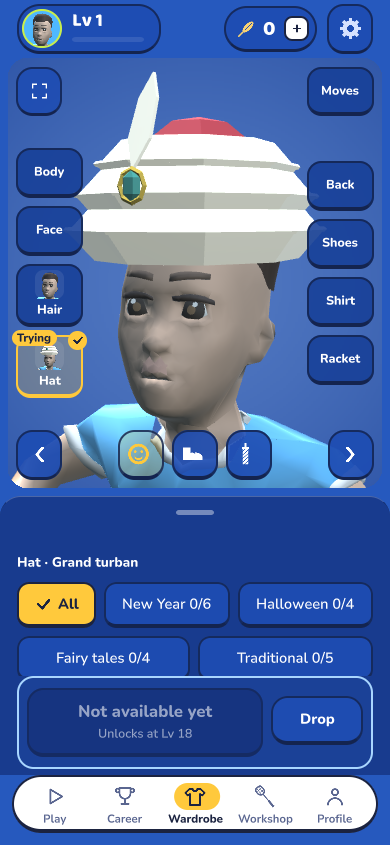 Lv 1
0
+
Moves
Body
Back
Face
Shoes
Hair
Shirt
Trying
Hat
Racket
Hat · Grand turban
All
New Year 0/6
Halloween 0/4
Fairy tales 0/4
Traditional 0/5
Not available yet
Unlocks at Lv 18
Drop
Play
Career
Wardrobe
Workshop
Profile